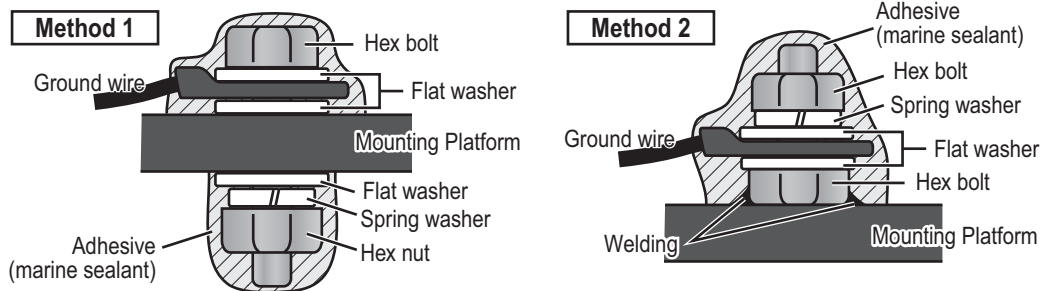 Method 1
Hex bolt
Ground wire
Flat washer
Mounting Platform
Flat washer
Spring washer
Adhesive
(marine sealant)
Hex nut
Method 2
Adhesive
(marine sealant)
Hex bolt
Spring washer
Ground wire
Flat washer
Hex bolt
Welding
Mounting Platform